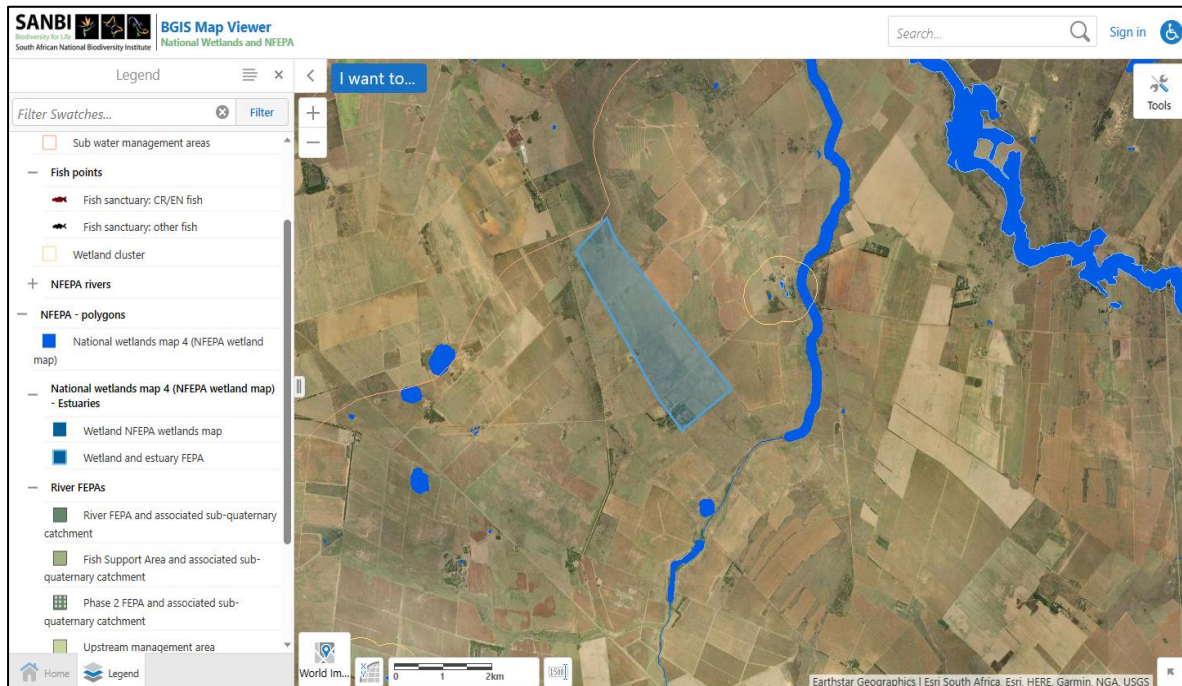 SANBI
Biodiversity for Life
South African National Biodiversity Institute
BGIS Map Viewer
National Wetlands and NFEPA
Search...
Sign in
Legend
Filter Swatches...
Filter
Sub water management areas
Fish points
Fish sanctuary: CR/EN fish
Fish sanctuary: other fish
Wetland cluster
NFEPA rivers
NFEPA - polygons
National wetlands map 4 (NFEPA wetland
map)
National wetlands map 4 (NFEPA wetland map)
- Estuaries
Wetland NFEPA wetlands map
Wetland and estuary FEPA
River FEPAs
River FEPA and associated sub-quaternary
catchment
Fish Support Area and associated sub-
quaternary catchment
Phase 2 FEPA and associated sub-
quaternary catchment
Upstream management area
Home
Legend
I want to...
Tools
World Im...
0 1 2km
Earthstar Geographics | Esri South Africa, Esri, HERE, Garmin, NGA, USGS